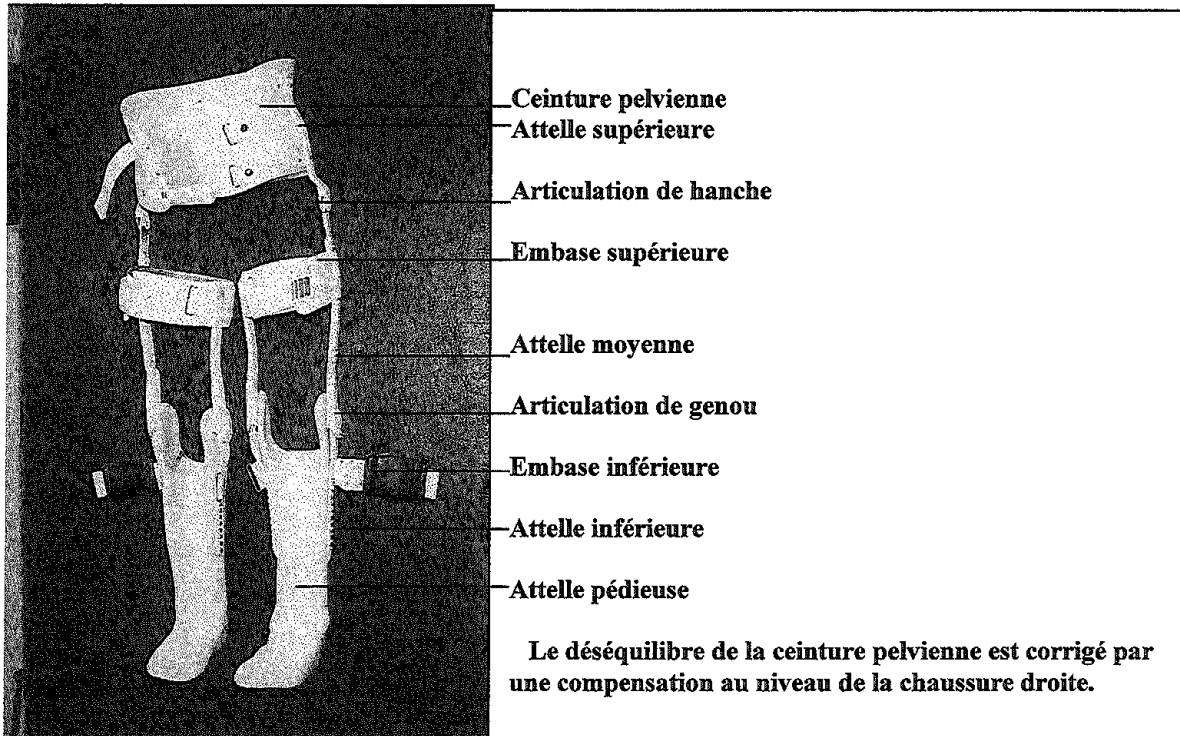 Ceinture pelvienne
Attelle supérieure
Articulation de hanche
Embase supérieure
Attelle moyenne
Articulation de genou
Embase inférieure
Attelle inférieure
Attelle pédieuse
Le déséquilibre de la ceinture pelvienne est corrigé par
une compensation au niveau de la chaussure droite.